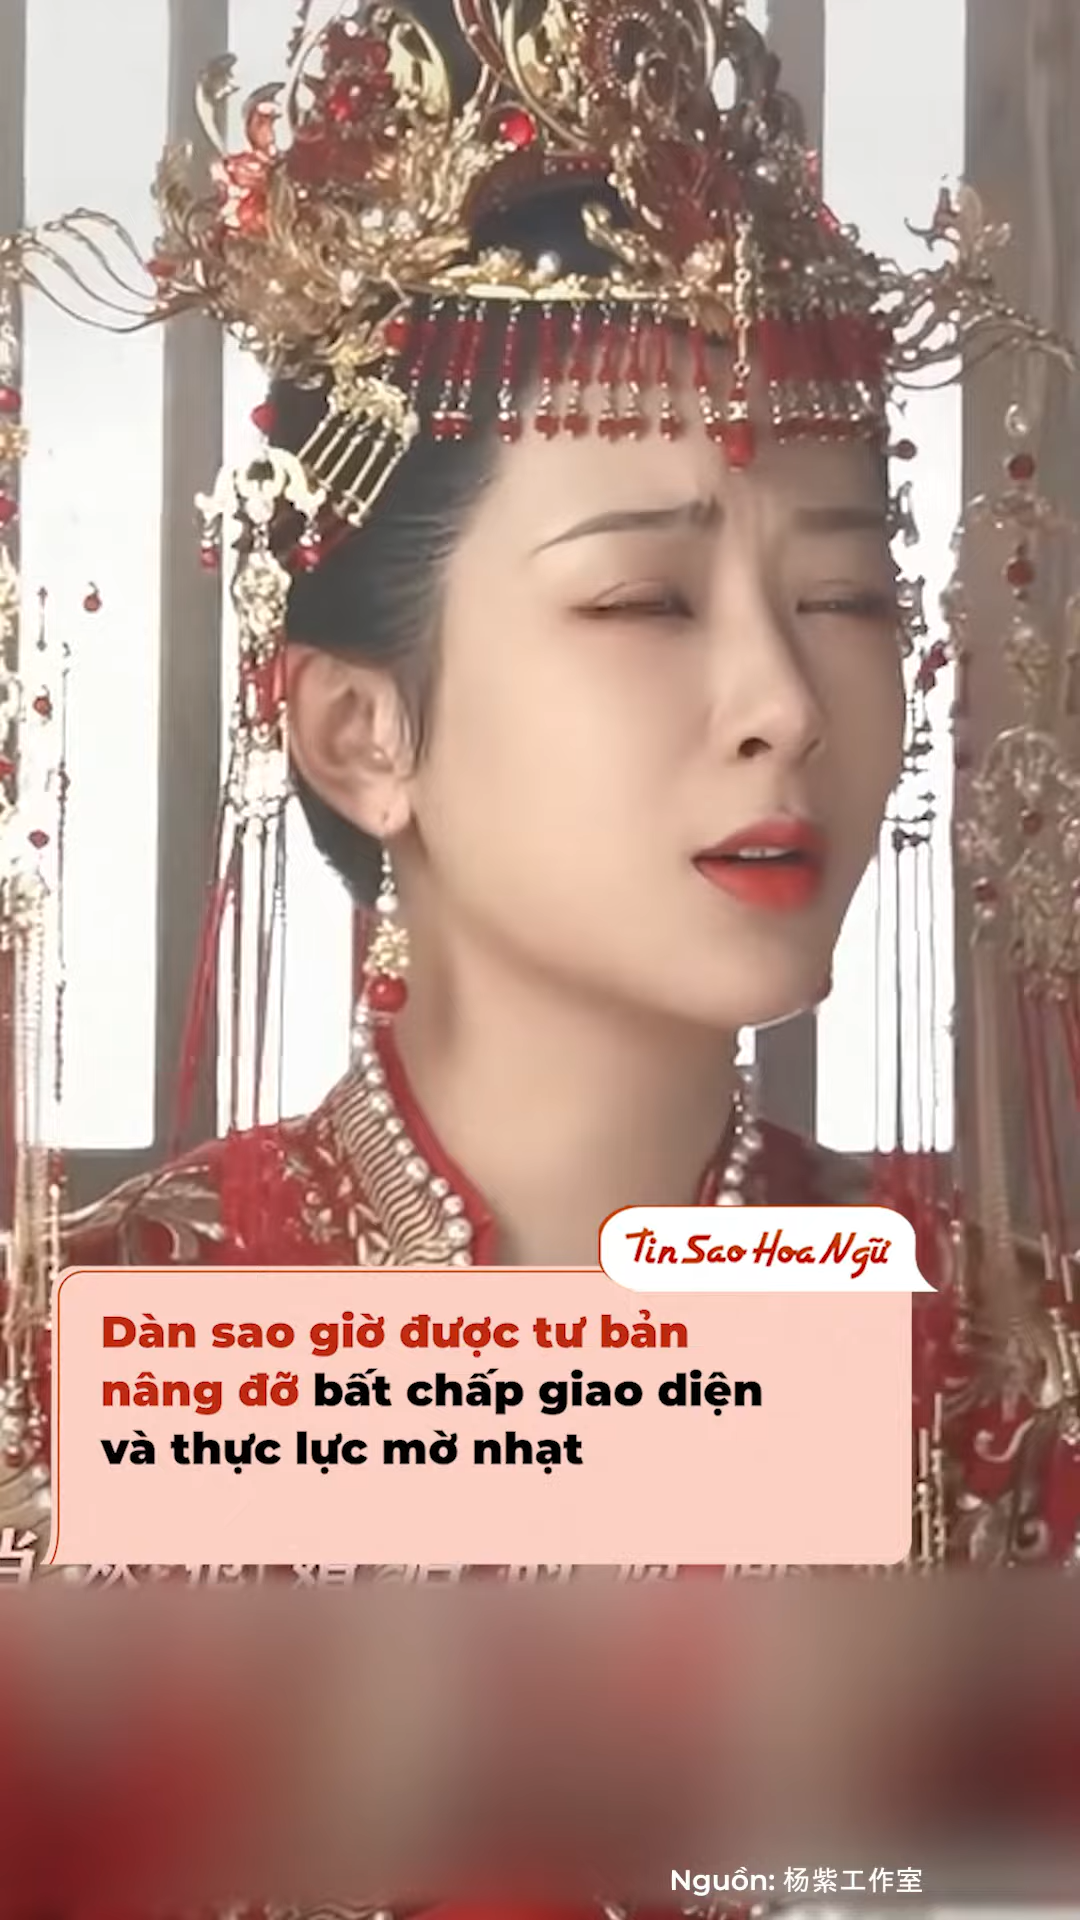 Tin Sao Hoa Ngữ
Dàn sao giờ được tư bản
nâng đỡ bất chấp giao diện
và thực lực mờ nhạt
Nguồn: 杨紫工作室